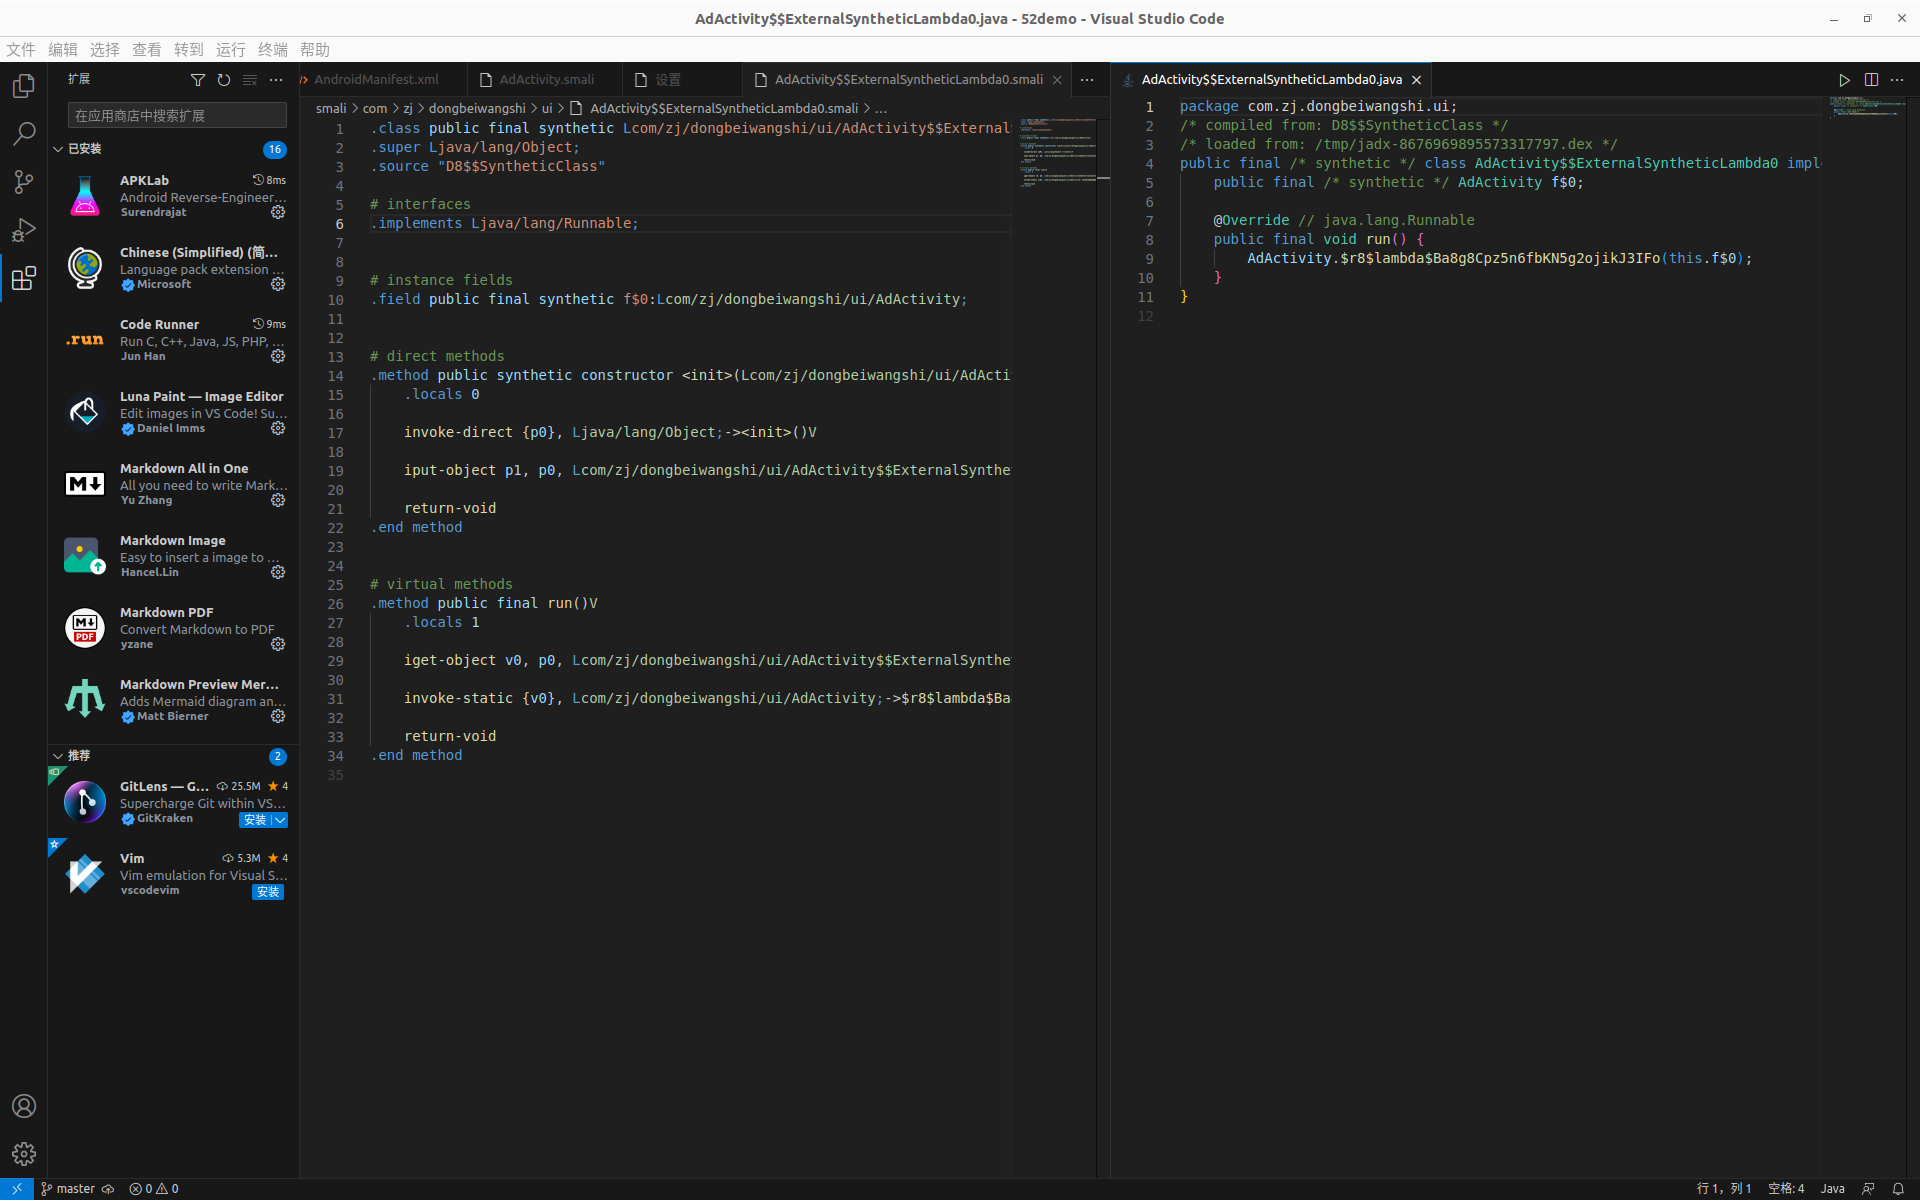 AdActivity$$ExternalSyntheticLambda0.java - 52demo - Visual Studio Code
文件 编辑 选择 查看 转到 运行 终端 帮助
扩展
在应用商店中搜索扩展
已安装 16
APKLab 8ms
Android Reverse-Engineer...
Surendrajat
Chinese (Simplified) (简...
Language pack extension ...
Microsoft
Code Runner 9ms
Run C, C++, Java, JS, PHP, ...
Jun Han
.run
Luna Paint — Image Editor
Edit images in VS Code! Su...
Daniel Imms
Markdown All in One
All you need to write Mark...
Yu Zhang
Markdown Image
Easy to insert a image to ...
Hancel.Lin
Markdown PDF
Convert Markdown to PDF
yzane
PDF
Markdown Preview Mer...
Adds Mermaid diagram an...
Matt Bierner
推荐 2
GitLens — G... 25.5M 4
Supercharge Git within VS...
GitKraken 安装
Vim 5.3M 4
Vim emulation for Visual S...
vscodevim 安装
AndroidManifest.xml AdActivity.smali 设置 AdActivity$$ExternalSyntheticLambda0.smali
smali > com > zj > dongbeiwangshi > ui > AdActivity$$ExternalSyntheticLambda0.smali > ...
1 .class public final synthetic Lcom/zj/dongbeiwangshi/ui/AdActivity$$External
2 .super Ljava/lang/Object;
3 .source "D8$$SyntheticClass"
4
5 # interfaces
6 .implements Ljava/lang/Runnable;
7
8
9 # instance fields
10 .field public final synthetic f$0:Lcom/zj/dongbeiwangshi/ui/AdActivity;
11
12
13 # direct methods
14 .method public synthetic constructor <init>(Lcom/zj/dongbeiwangshi/ui/AdActi
15 .locals 0
16
17 invoke-direct {p0}, Ljava/lang/Object;-><init>()V
18
19 iput-object p1, p0, Lcom/zj/dongbeiwangshi/ui/AdActivity$$ExternalSynthe
20
21 return-void
22 .end method
23
24
25 # virtual methods
26 .method public final run()V
27 .locals 1
28
29 iget-object v0, p0, Lcom/zj/dongbeiwangshi/ui/AdActivity$$ExternalSynthe
30
31 invoke-static {v0}, Lcom/zj/dongbeiwangshi/ui/AdActivity;->$r8$lambda$Ba
32
33 return-void
34 .end method
35
AdActivity$$ExternalSyntheticLambda0.java
1 package com.zj.dongbeiwangshi.ui;
2 /* compiled from: D8$$SyntheticClass */
3 /* loaded from: /tmp/jadx-8676969895573317797.dex */
4 public final /* synthetic */ class AdActivity$$ExternalSyntheticLambda0 impl
5 public final /* synthetic */ AdActivity f$0;
6
7 @Override // java.lang.Runnable
8 public final void run() {
9 AdActivity.$r8$lambda$Ba8g8Cpz5n6fbKN5g2ojikJ3IFo(this.f$0);
10 }
11 }
12
master 0 0
行 1，列 1 空格: 4 Java